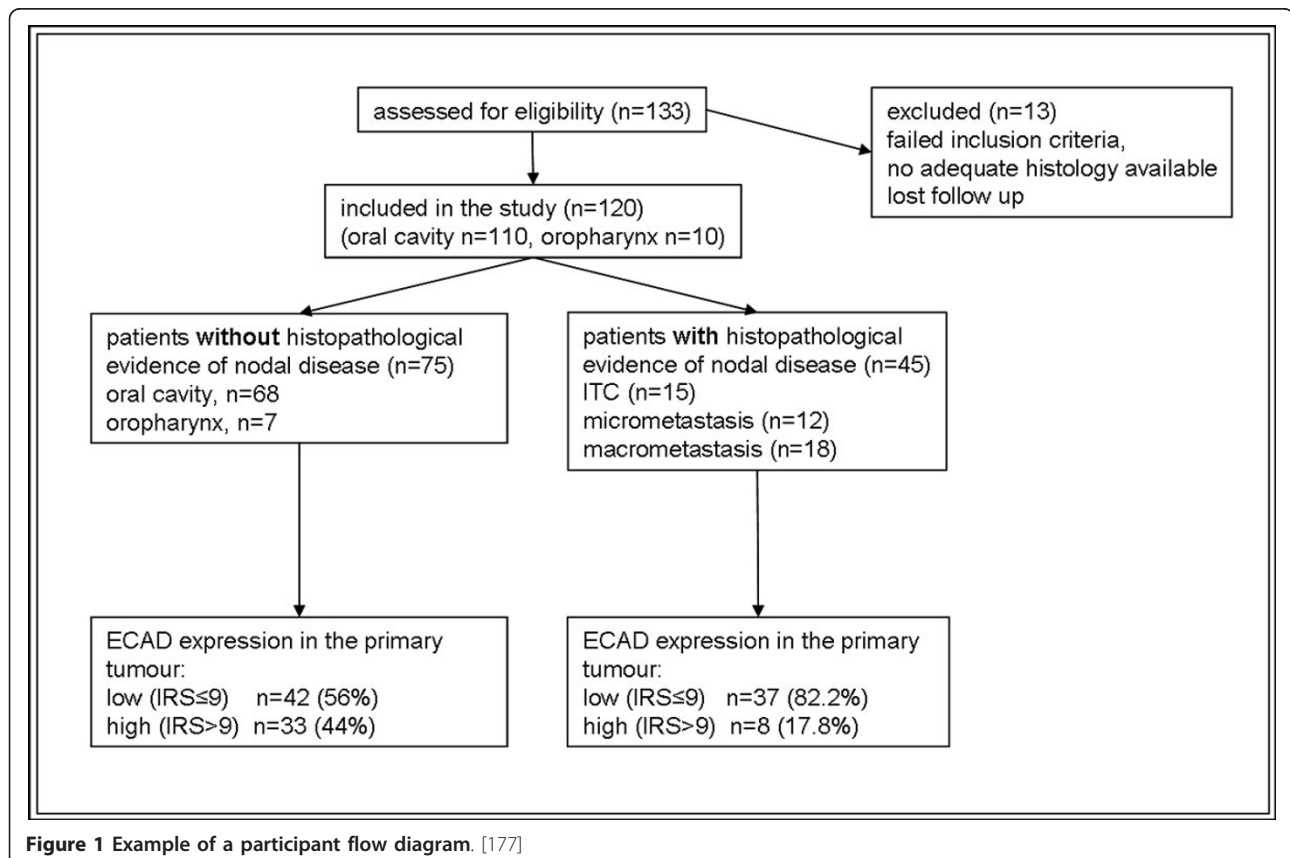 assessed for eligibility (n=133)
excluded (n=13)
failed inclusion criteria,
no adequate histology available
lost follow up
included in the study (n=120)
(oral cavity n=110, oropharynx n=10)
patients without histopathological
evidence of nodal disease (n=75)
oral cavity, n=68
oropharynx, n=7
patients with histopathological
evidence of nodal disease (n=45)
ITC (n=15)
micrometastasis (n=12)
macrometastasis (n=18)
ECAD expression in the primary
tumour:
low (IRS≤9) n=42 (56%)
high (IRS>9) n=33 (44%)
ECAD expression in the primary
tumour:
low (IRS≤9) n=37 (82.2%)
high (IRS>9) n=8 (17.8%)
Figure 1 Example of a participant flow diagram. [177]